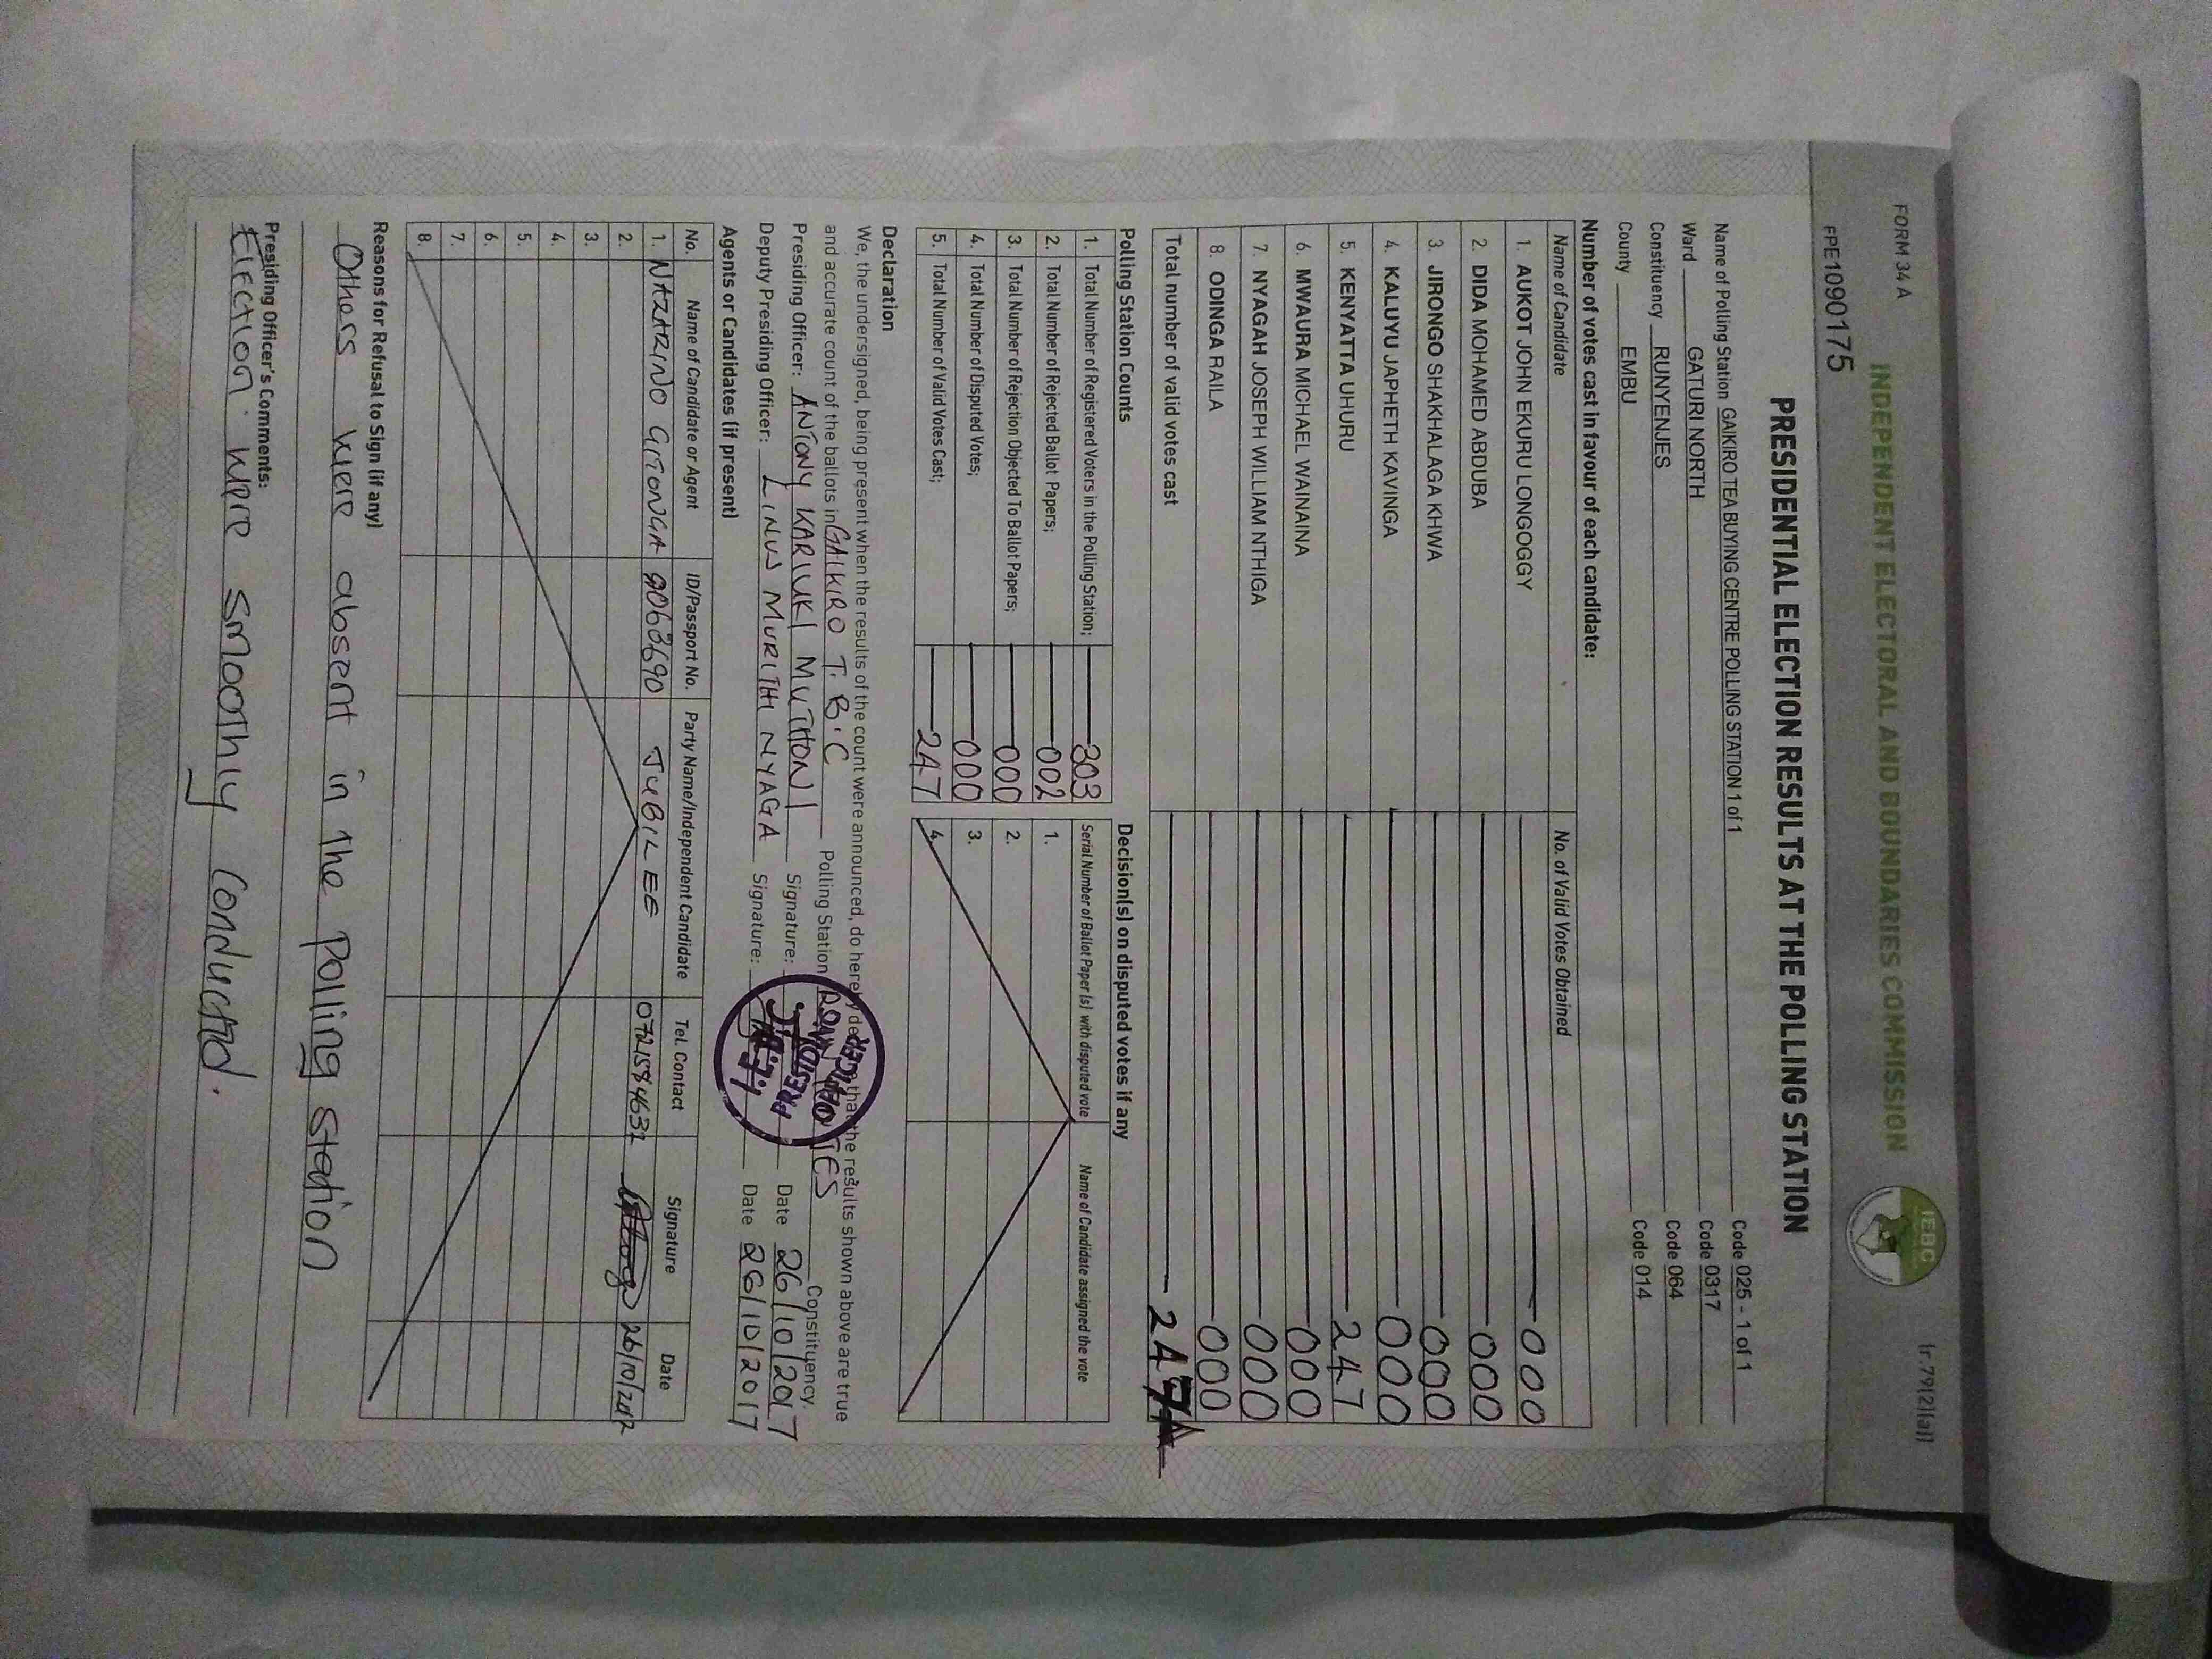 FORM 34 A
[r.79(2)(a)]
INDEPENDENT ELECTORAL AND BOUNDARIES COMMISSION
IEBC
FPE1090175
PRESIDENTIAL ELECTION RESULTS AT THE POLLING STATION
Name of Polling Station GAIKIRO TEA BUYING CENTRE POLLING STATION 1 of 1 Code 025 - 1 of 1
Ward GATURI NORTH Code 0317
Constituency RUNYENJES Code 064
County EMBU Code 014
Number of votes cast in favour of each candidate:
Name of Candidate No. of Valid Votes Obtained
1. AUKOT JOHN EKURU LONGOGGY 000
2. DIDA MOHAMED ABDUBA 000
3. JIRONGO SHAKHALAGA KHWA 000
4. KALUYU JAPHETH KAVINGA 000
5. KENYATTA UHURU 247
6. MWAURA MICHAEL WAINAINA 000
7. NYAGAH JOSEPH WILLIAM NTHIGA 000
8. ODINGA RAILA 000
Total number of valid votes cast 247
Polling Station Counts
1. Total Number of Registered Voters in the Polling Station; 303
2. Total Number of Rejected Ballot Papers; 002
3. Total Number of Rejection Objected To Ballot Papers; 000
4. Total Number of Disputed Votes; 000
5. Total Number of Valid Votes Cast; 247
Decision(s) on disputed votes if any
Serial Number of Ballot Paper (s) with disputed vote Name of Candidate assigned the vote
1.
2.
3.
4.
Declaration
We, the undersigned, being present when the results of the count were announced, do hereby declare that the results shown above are true
and accurate count of the ballots in GAIKIRO T.B.C Polling Station Constituency.
Presiding Officer: ANTONY KARIUKI MUTHONI Signature: Date 26/10/2017
Deputy Presiding Officer: LINUS MURITHI NYAGA Signature: Date 26/10/2017
Agents or Candidates (if present)
No. Name of Candidate or Agent ID/Passport No. Party Name/Independent Candidate Tel. Contact Signature Date
1. NAZARINO GITONGA JUBILEE 26/10/2017
2.
3.
4.
5.
6.
7.
8.
Reasons for Refusal to Sign (if any)
Others were absent in the polling station
Presiding Officer's Comments:
Election were smoothly conducted.